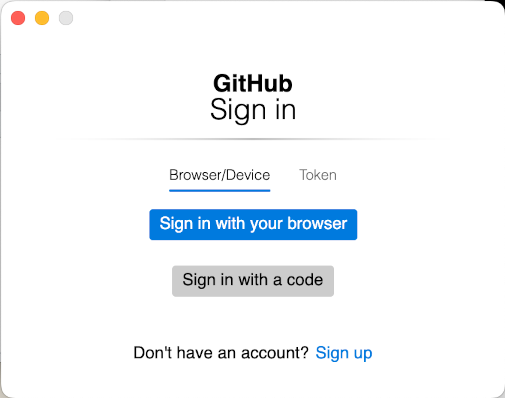 GitHub
Sign in
Browser/Device Token
Sign in with your browser
Sign in with a code
Don't have an account? Sign up